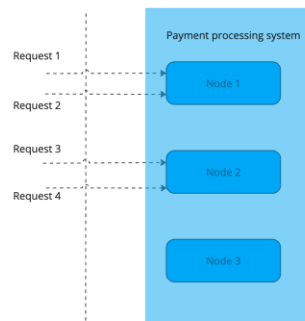 Payment processing system
Request 1
Node 1
Request 2
Request 3
Node 2
Request 4
Node 3